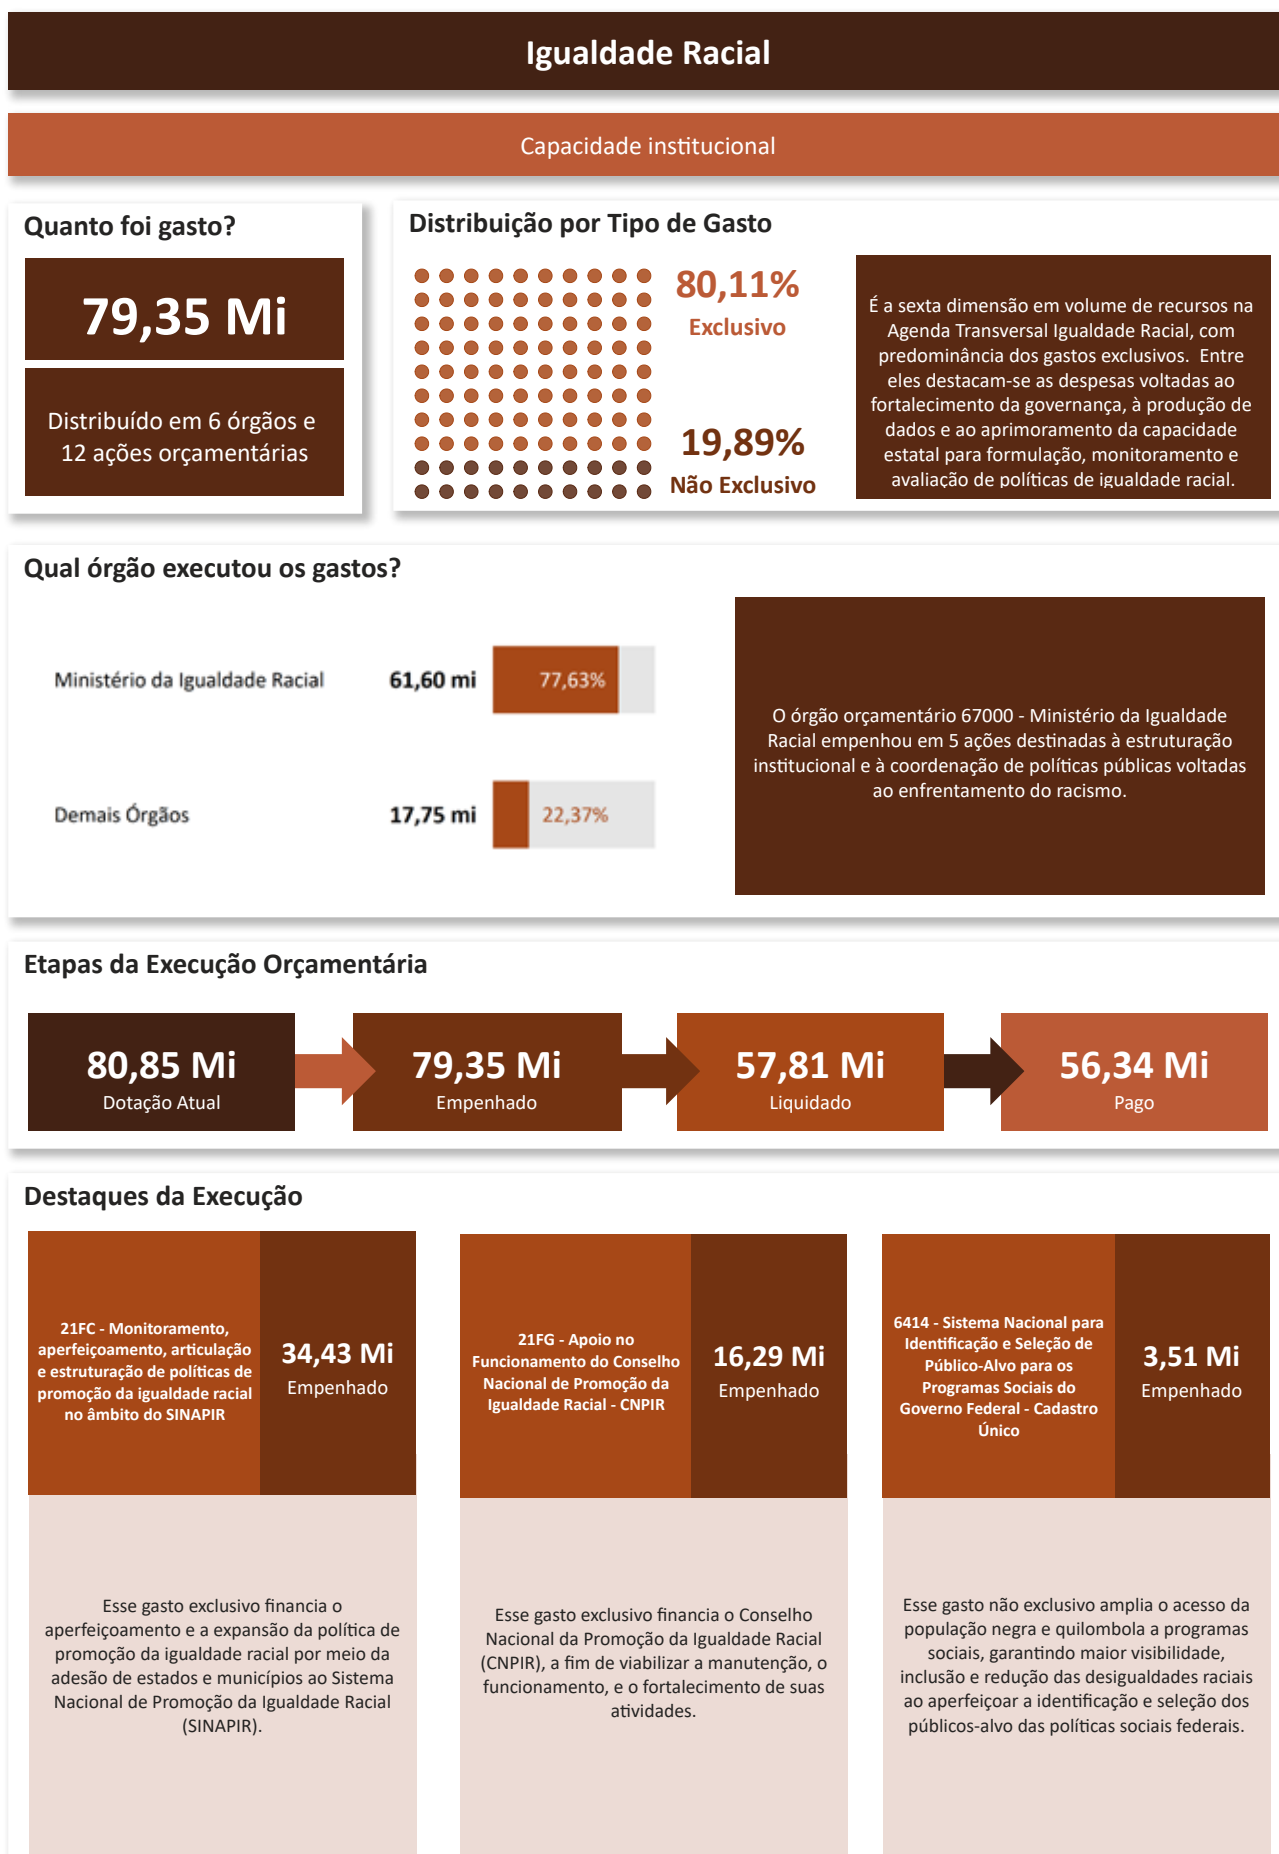 Igualdade Racial
Capacidade institucional
Quanto foi gasto?
79,35 Mi
Distribuído em 6 órgãos e
12 ações orçamentárias
Distribuição por Tipo de Gasto
80,11%
Exclusivo
19,89%
Não Exclusivo
É a sexta dimensão em volume de recursos na
Agenda Transversal Igualdade Racial, com
predominância dos gastos exclusivos.  Entre
eles destacam-se as despesas voltadas ao
fortalecimento da governança, à produção de
dados e ao aprimoramento da capacidade
estatal para formulação, monitoramento e
avaliação de políticas de igualdade racial.
Qual órgão executou os gastos?
Ministério da Igualdade Racial 61,60 mi 77,63%
Demais Órgãos 17,75 mi 22,37%
O órgão orçamentário 67000 - Ministério da Igualdade
Racial empenhou em 5 ações destinadas à estruturação
institucional e à coordenação de políticas públicas voltadas
ao enfrentamento do racismo.
Etapas da Execução Orçamentária
80,85 Mi
Dotação Atual
79,35 Mi
Empenhado
57,81 Mi
Liquidado
56,34 Mi
Pago
Destaques da Execução
21FC - Monitoramento,
aperfeiçoamento, articulação
e estruturação de políticas de
promoção da igualdade racial
no âmbito do SINAPIR
34,43 Mi
Empenhado
Esse gasto exclusivo financia o
aperfeiçoamento e a expansão da política de
promoção da igualdade racial por meio da
adesão de estados e municípios ao Sistema
Nacional de Promoção da Igualdade Racial
(SINAPIR).
21FG - Apoio no
Funcionamento do Conselho
Nacional de Promoção da
Igualdade Racial - CNPIR
16,29 Mi
Empenhado
Esse gasto exclusivo financia o Conselho
Nacional da Promoção da Igualdade Racial
(CNPIR), a fim de viabilizar a manutenção, o
funcionamento, e o fortalecimento de suas
atividades.
6414 - Sistema Nacional para
Identificação e Seleção de
Público-Alvo para os
Programas Sociais do
Governo Federal - Cadastro
Único
3,51 Mi
Empenhado
Esse gasto não exclusivo amplia o acesso da
população negra e quilombola a programas
sociais, garantindo maior visibilidade,
inclusão e redução das desigualdades raciais
ao aperfeiçoar a identificação e seleção dos
públicos-alvo das políticas sociais federais.